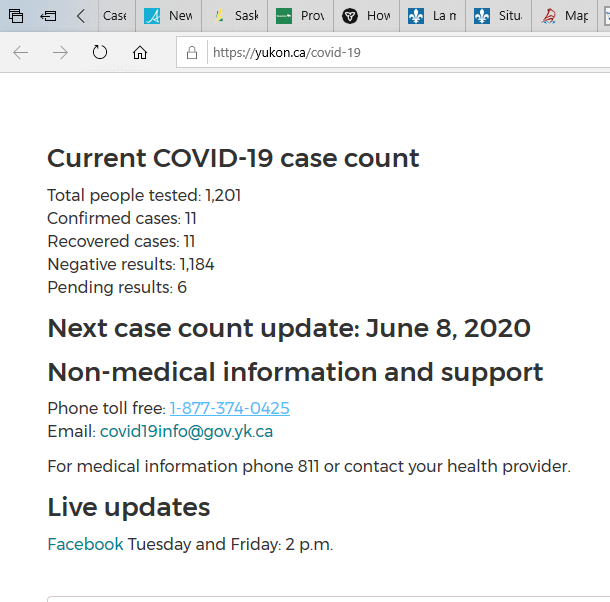 Case
New
Sask
Prov
How
La m
Situ
Map
https://yukon.ca/covid-19
Current COVID-19 case count
Total people tested: 1,201
Confirmed cases: 11
Recovered cases: 11
Negative results: 1,184
Pending results: 6
Next case count update: June 8, 2020
Non-medical information and support
Phone toll free: 1-877-374-0425
Email: covid19info@gov.yk.ca
For medical information phone 811 or contact your health provider.
Live updates
Facebook Tuesday and Friday: 2 p.m.